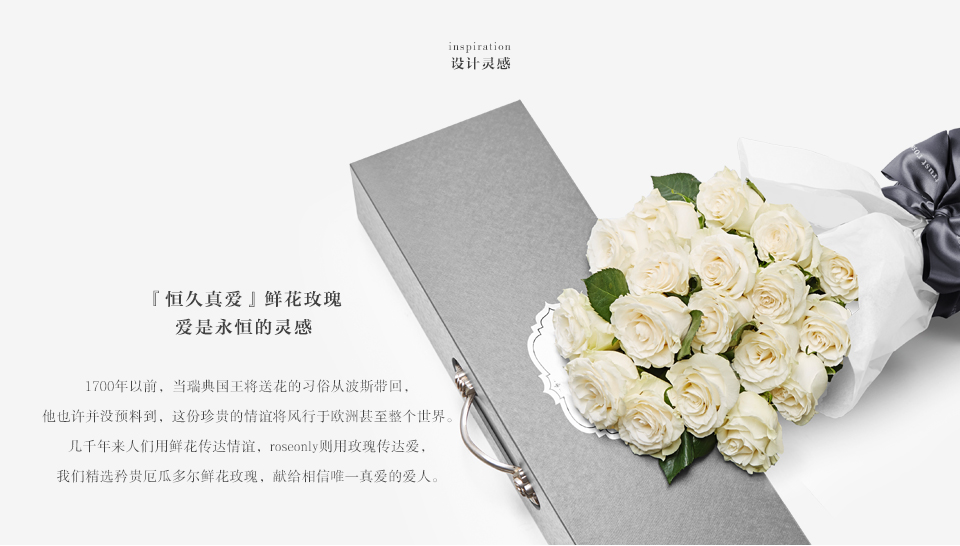 inspiration
设计灵感
『恒久真爱』鲜花玫瑰
爱是永恒的灵感
1700年以前，当瑞典国王将送花的习俗从波斯带回，
他也许并没预料到，这份珍贵的情谊将风行于欧洲甚至整个世界。
几千年来人们用鲜花传达情谊，roseonly则用玫瑰传达爱，
我们精选矜贵厄瓜多尔鲜花玫瑰，献给相信唯一真爱的爱人。